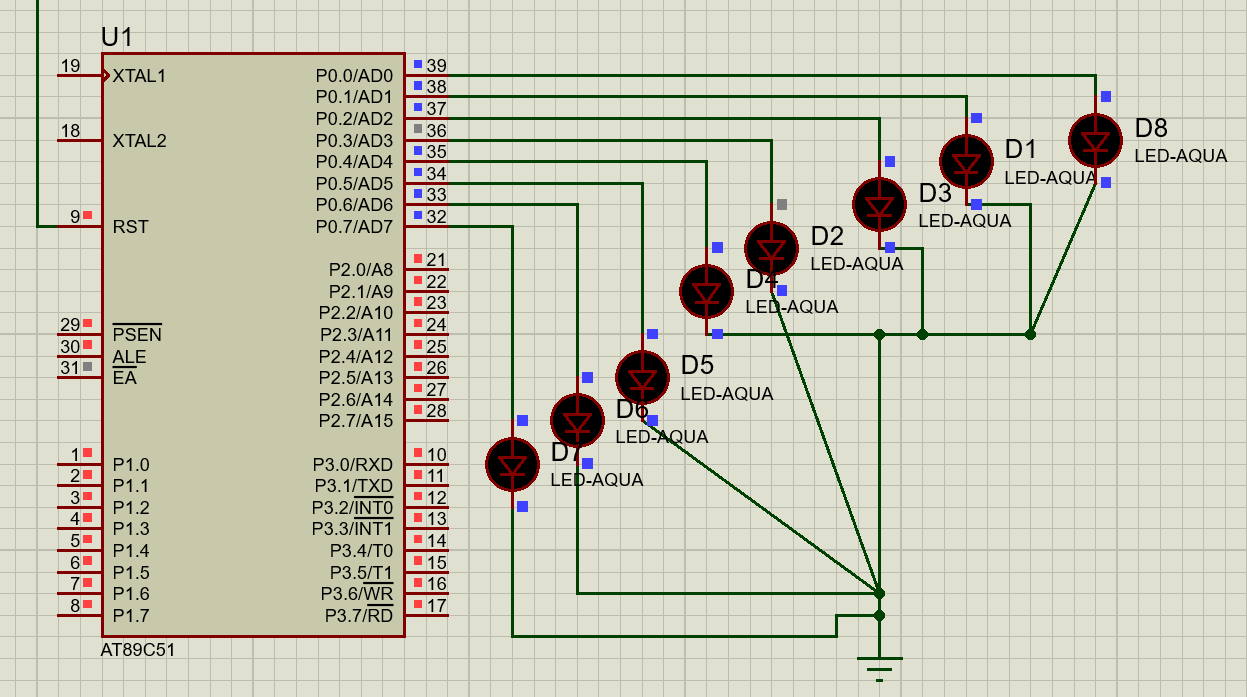 U1
19 XTAL1 P0.0/AD0 39
P0.1/AD1 38
P0.2/AD2 37
18 XTAL2 P0.3/AD3 36
P0.4/AD4 35
P0.5/AD5 34
P0.6/AD6 33
9 RST P0.7/AD7 32
P2.0/A8 21
P2.1/A9 22
P2.2/A10 23
29 PSEN P2.3/A11 24
30 ALE P2.4/A12 25
31 EA P2.5/A13 26
P2.6/A14 27
P2.7/A15 28
1 P1.0 P3.0/RXD 10
2 P1.1 P3.1/TXD 11
3 P1.2 P3.2/INT0 12
4 P1.3 P3.3/INT1 13
5 P1.4 P3.4/T0 14
6 P1.5 P3.5/T1 15
7 P1.6 P3.6/WR 16
8 P1.7 P3.7/RD 17
AT89C51
D8
LED-AQUA
D1
LED-AQUA
D3
LED-AQUA
D2
LED-AQUA
D4
LED-AQUA
D5
LED-AQUA
D6
LED-AQUA
D7
LED-AQUA